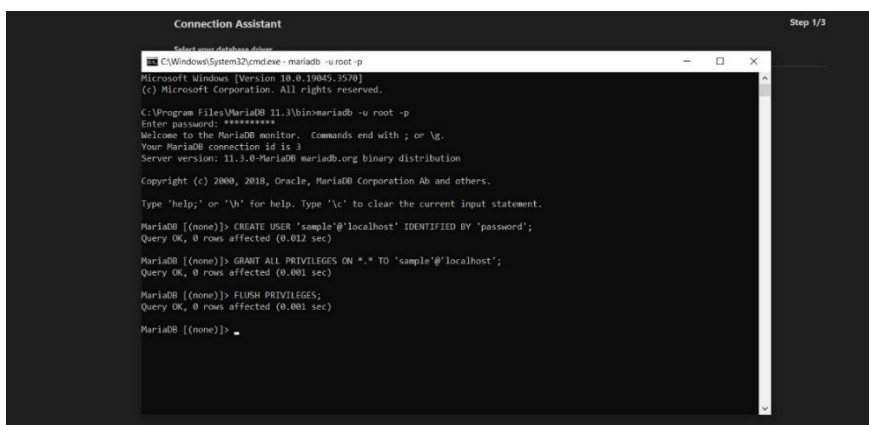 Connection Assistant
Step 1/3
Select your database driver
C:\Windows\System32\cmd.exe - mariadb -u root -p
Microsoft Windows [Version 10.0.19045.3570]
(c) Microsoft Corporation. All rights reserved.
C:\Program Files\MariaDB 11.3\bin>mariadb -u root -p
Enter password: **********
Welcome to the MariaDB monitor.  Commands end with ; or \g.
Your MariaDB connection id is 3
Server version: 11.3.0-MariaDB mariadb.org binary distribution
Copyright (c) 2000, 2018, Oracle, MariaDB Corporation Ab and others.
Type 'help;' or '\h' for help. Type '\c' to clear the current input statement.
MariaDB [(none)]> CREATE USER 'sample'@'localhost' IDENTIFIED BY 'password';
Query OK, 0 rows affected (0.012 sec)
MariaDB [(none)]> GRANT ALL PRIVILEGES ON *.* TO 'sample'@'localhost';
Query OK, 0 rows affected (0.001 sec)
MariaDB [(none)]> FLUSH PRIVILEGES;
Query OK, 0 rows affected (0.001 sec)
MariaDB [(none)]> _